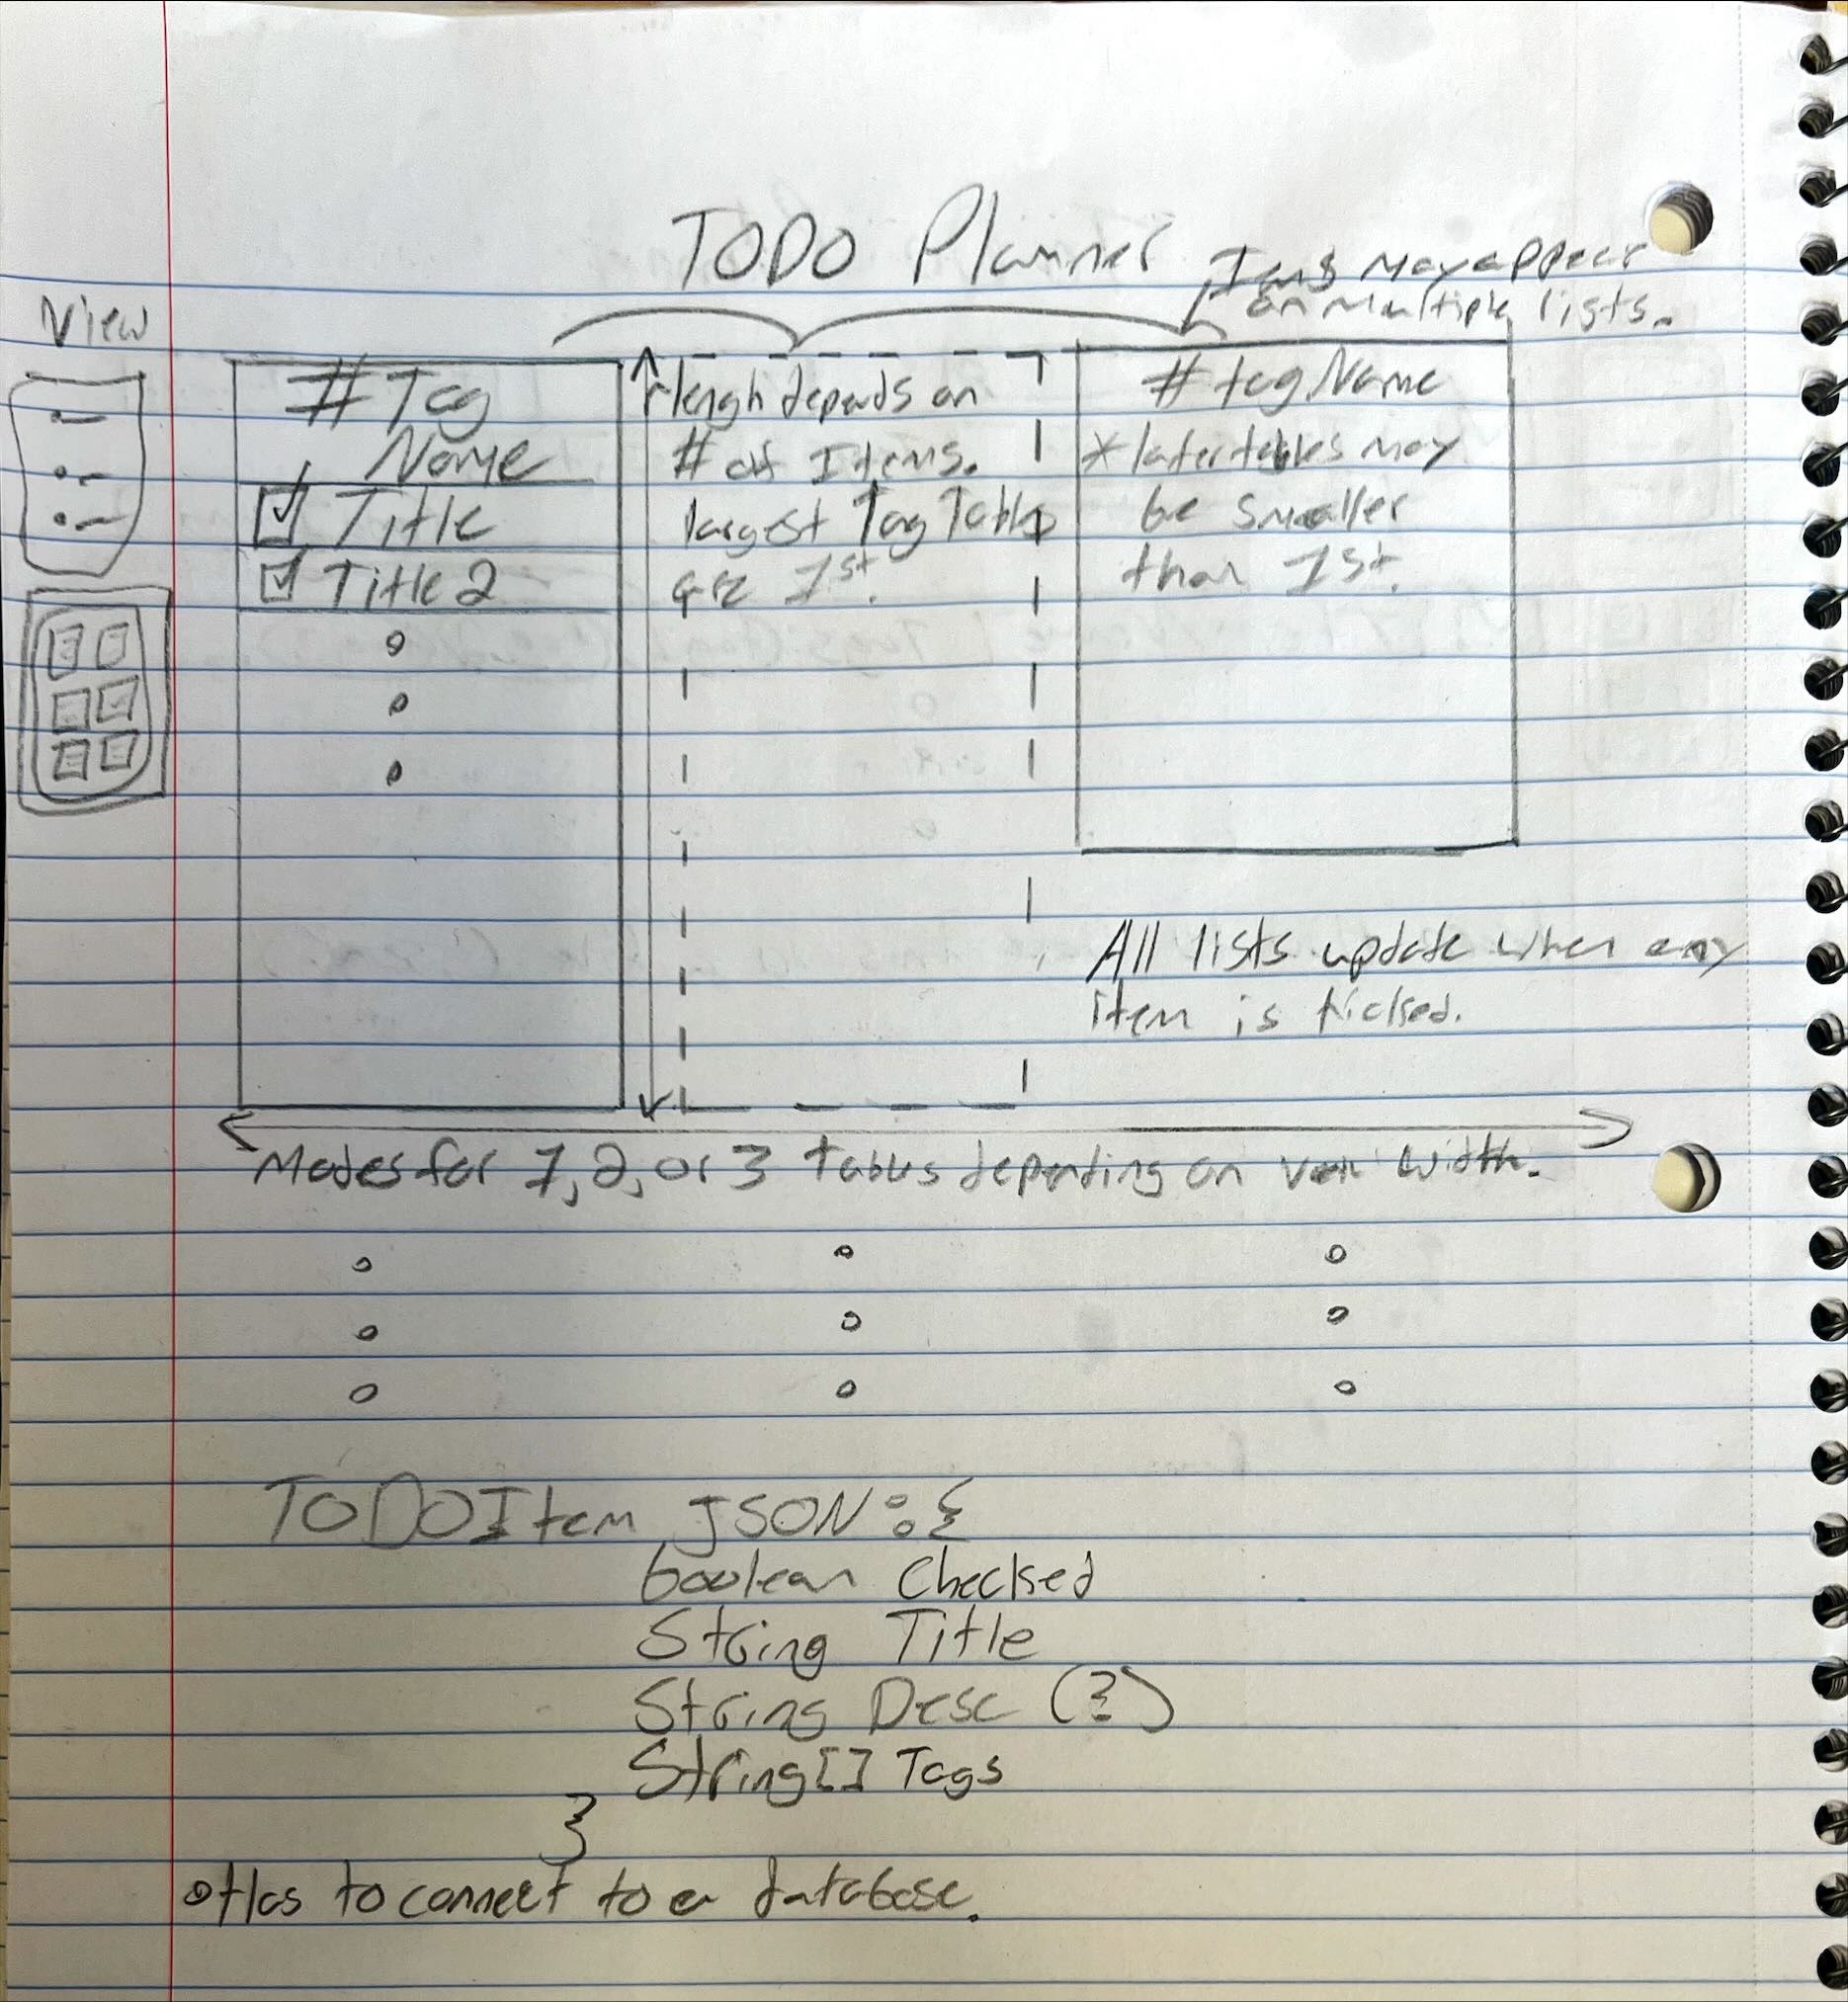 TODO Planner
Items may appear
on multiple lists.
View
# Tag
Name
Title
Title 2
lengh depends on
# of Items.
largest Tag Tables
are 1st.
# tag Name
* later tables may
be smaller
than 1st.
All lists update when any
item is ticked.
Modes for 1, 2, or 3 tables depending on width.
TODOItem JSON : {
boolean Checked
String Title
String Desc (?)
String[] Tags
}
Has to connect to a database.